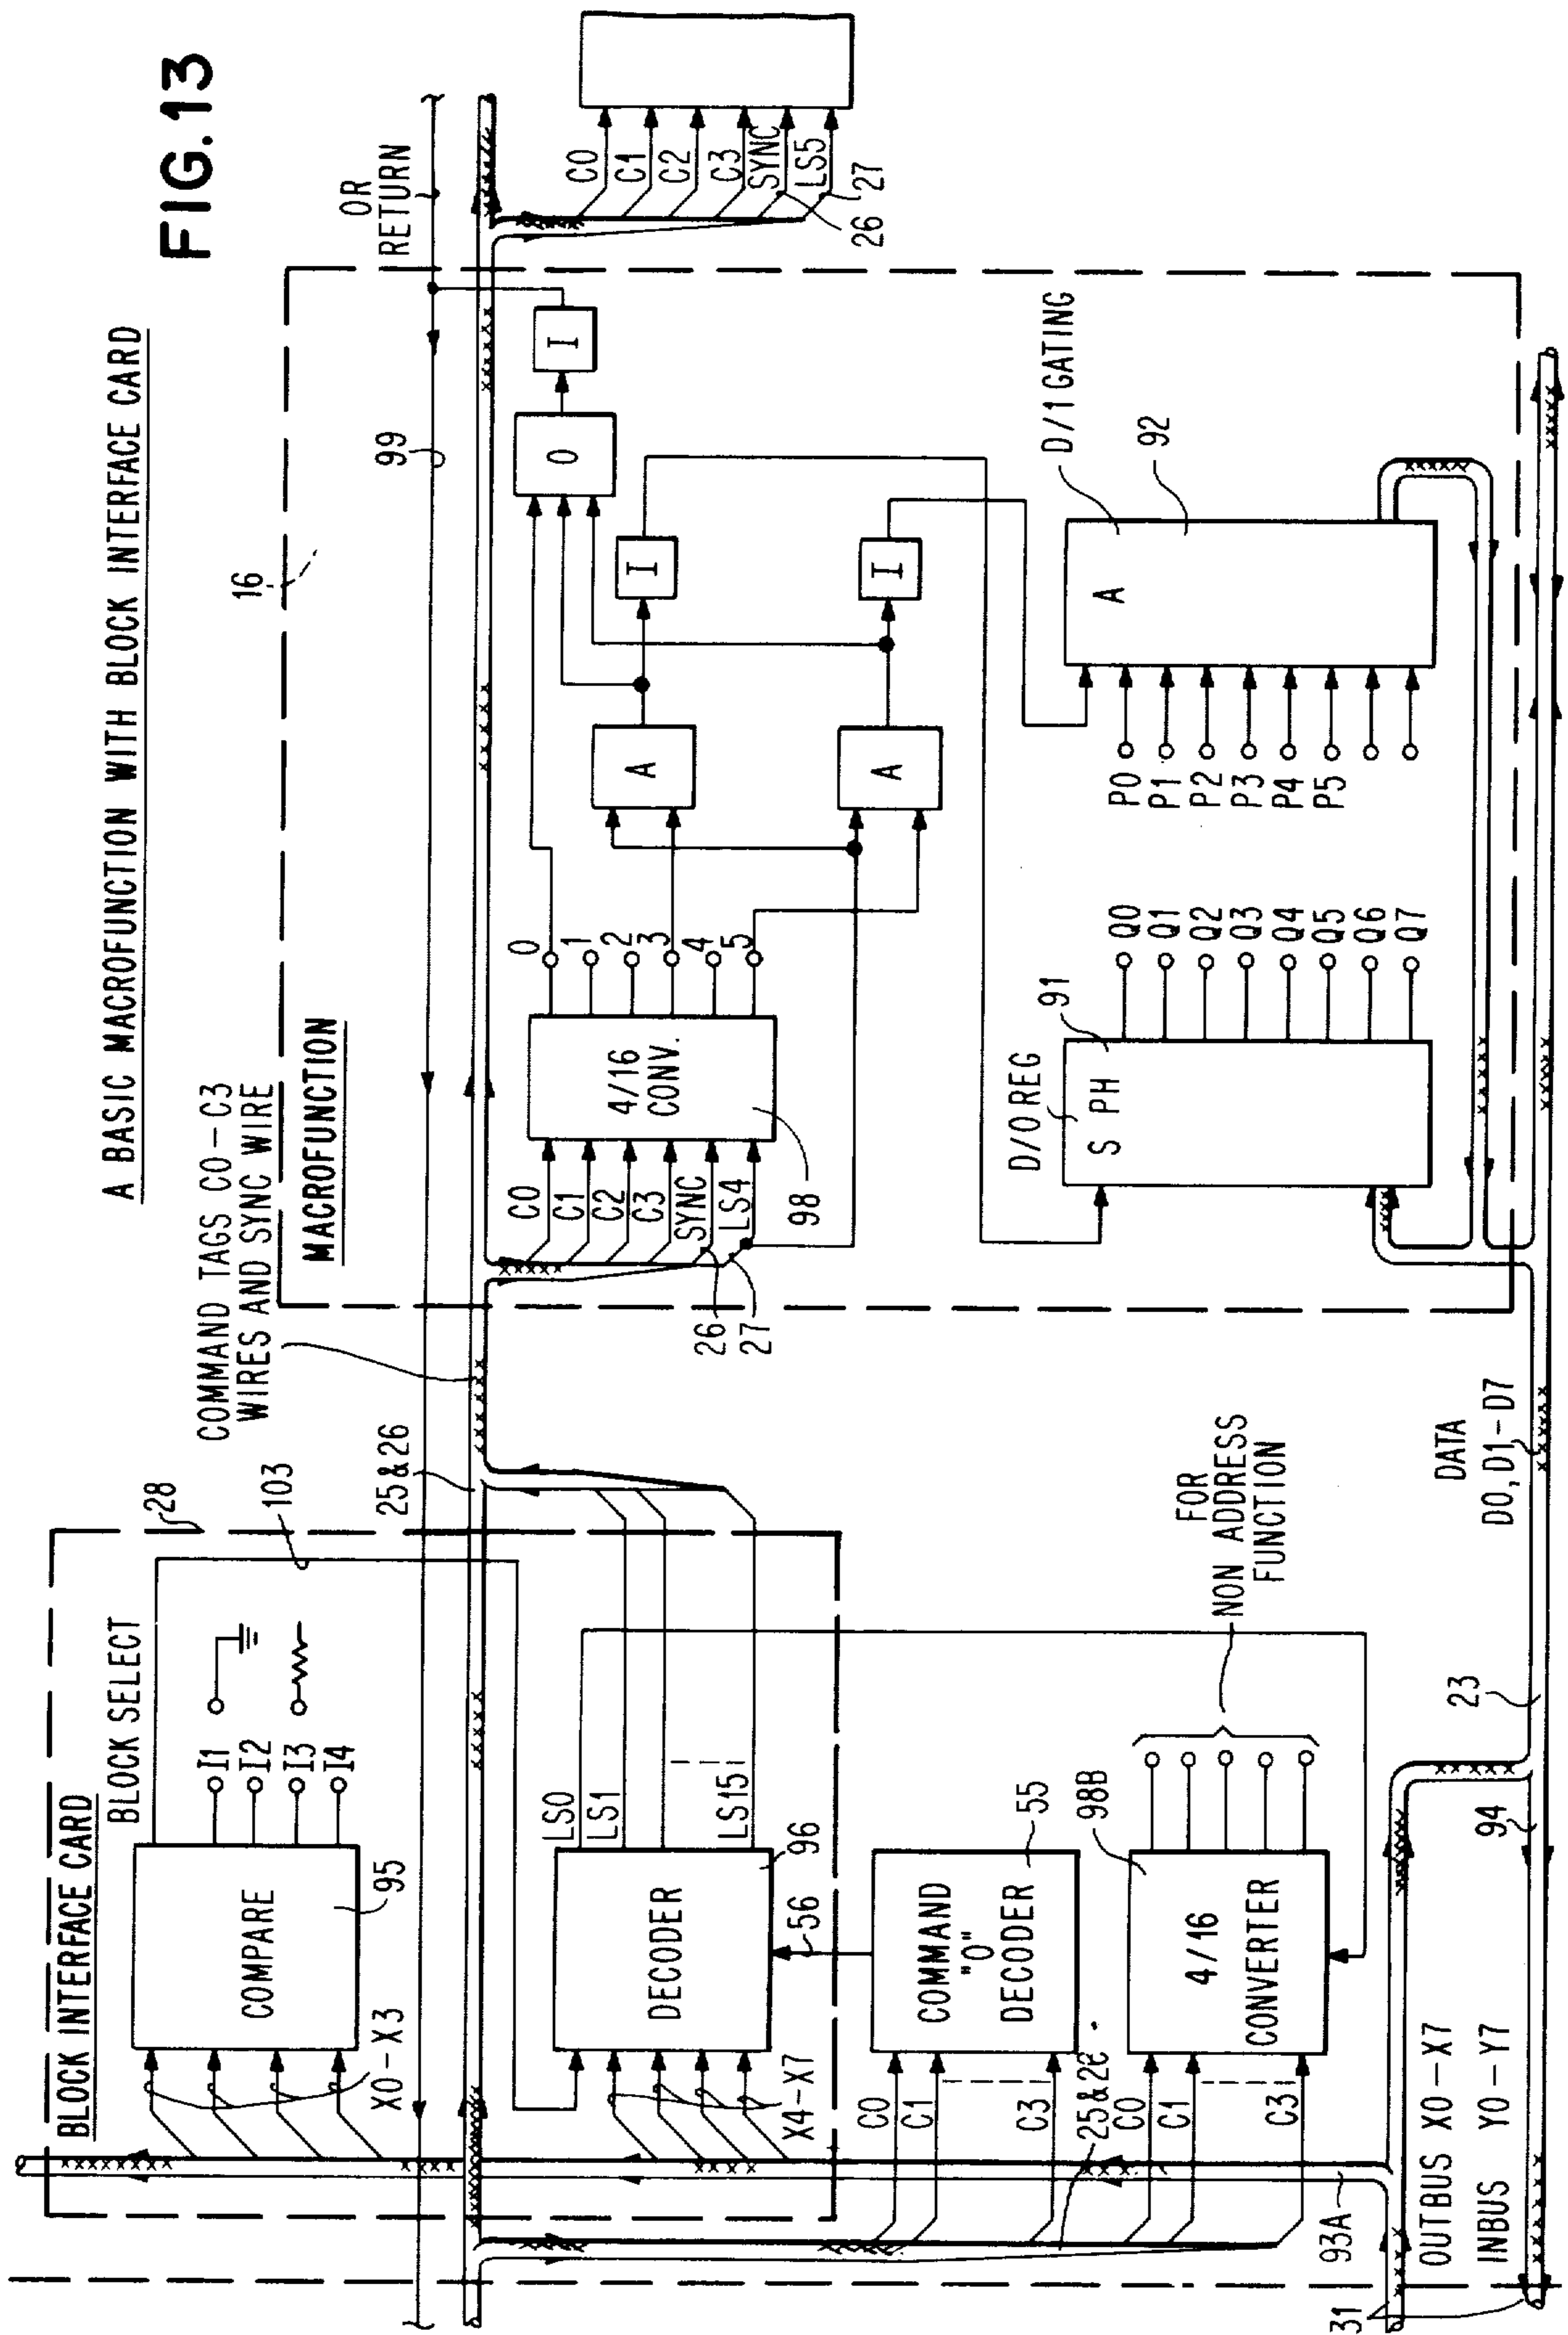 FIG.13
A BASIC MACROFUNCTION WITH BLOCK INTERFACE CARD
BLOCK INTERFACE CARD
BLOCK SELECT
28
103
COMPARE
95
I1
I2
I3
I4
X0-X3
COMMAND TAGS C0-C3
WIRES AND SYNC WIRE
25 & 26
MACROFUNCTION
16
99
OR
RETURN
DECODER
96
LS0
LS1
LS15
56
X4-X7
COMMAND
"0"
DECODER
55
C0
C1
C3
25 & 26
4/16
CONVERTER
98B
C0
C1
C3
FOR
NON ADDRESS
FUNCTION
93A
31
OUTBUS X0-X7
INBUS Y0-Y7
94
23
DATA
D0, D1-D7
C0
C1
C2
C3
SYNC
LS4
26
27
4/16
CONV.
98
0
1
2
3
4
5
A
A
I
I
O
I
D/O REG
91
S PH
Q0
Q1
Q2
Q3
Q4
Q5
Q6
Q7
P0
P1
P2
P3
P4
P5
A
D/1 GATING
92
C0
C1
C2
C3
SYNC
LS5
26
27